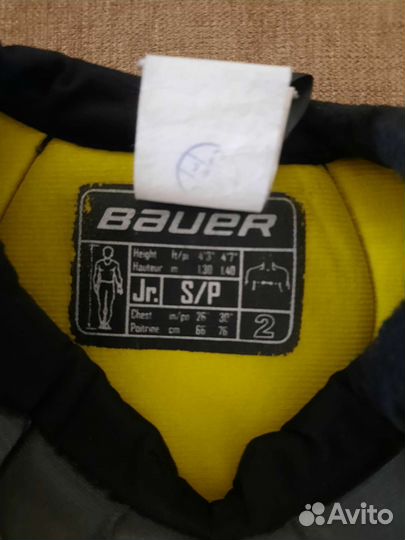 BAUER
Height ft/pi 4'3" 4'7"
Hauteur m 1.30 1.40
Jr. S/P
Chest in/po 26" 30"
Poitrine cm 66 76
2
Avito